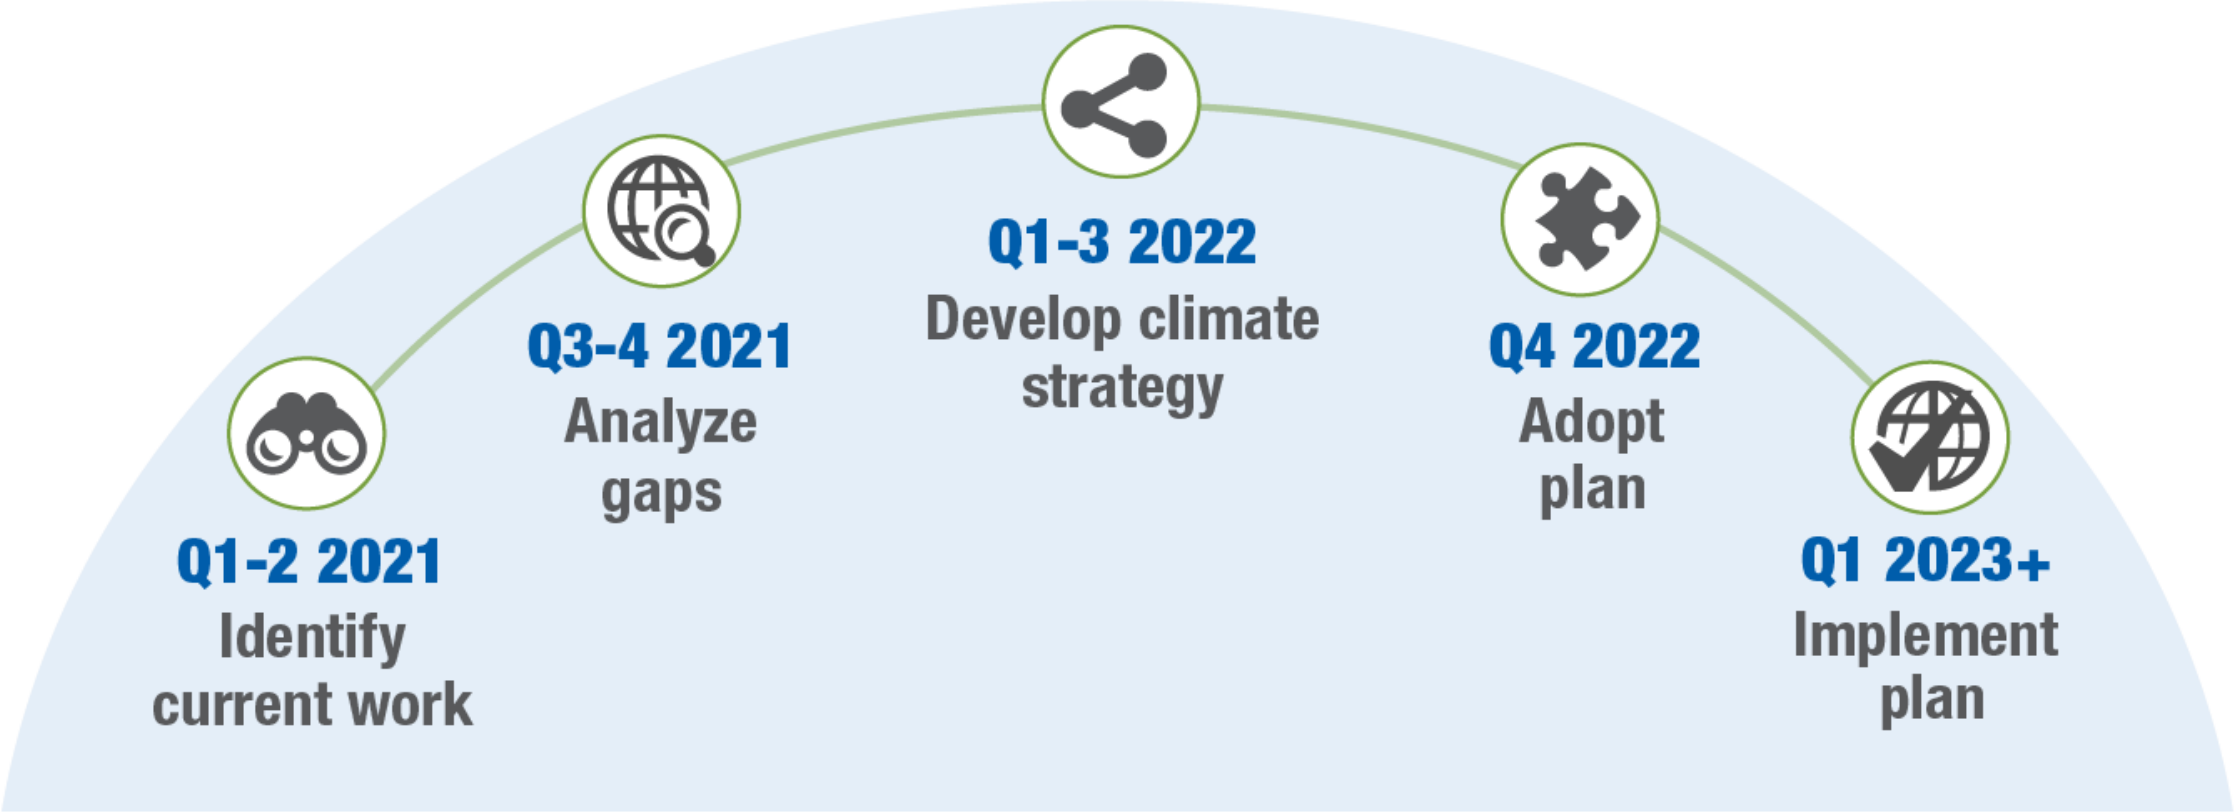 Q1-2 2021
Identify
current work
Q3-4 2021
Analyze
gaps
Q1-3 2022
Develop climate
strategy
Q4 2022
Adopt
plan
Q1 2023+
Implement
plan